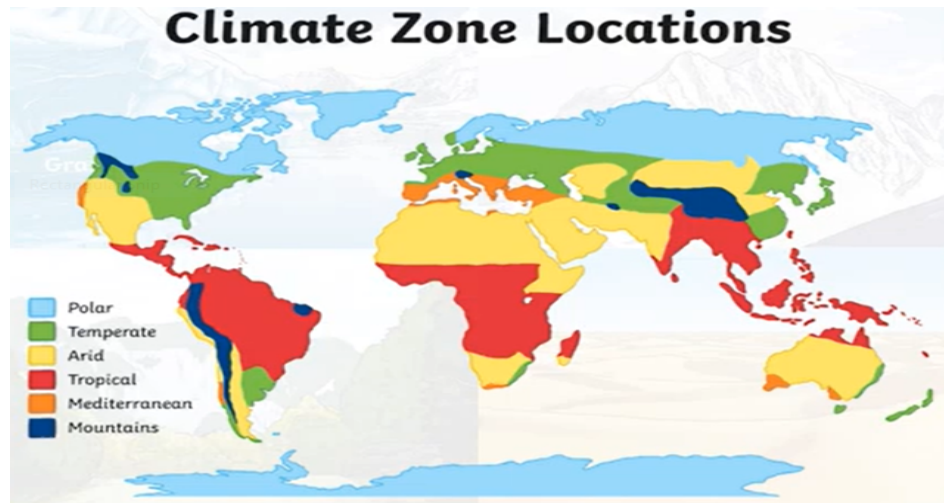 Climate Zone Locations
Polar
Temperate
Arid
Tropical
Mediterranean
Mountains